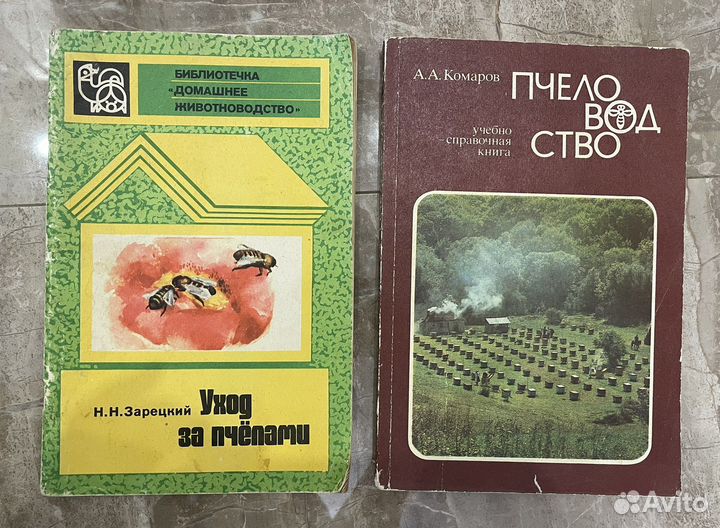 БИБЛИОТЕЧКА
«ДОМАШНЕЕ
ЖИВОТНОВОДСТВО»
Н.Н.Зарецкий
Уход
за пчёлами
А.А.Комаров
ПЧЕЛО
ВОД
СТВО
учебно
-справочная
книга
Avito